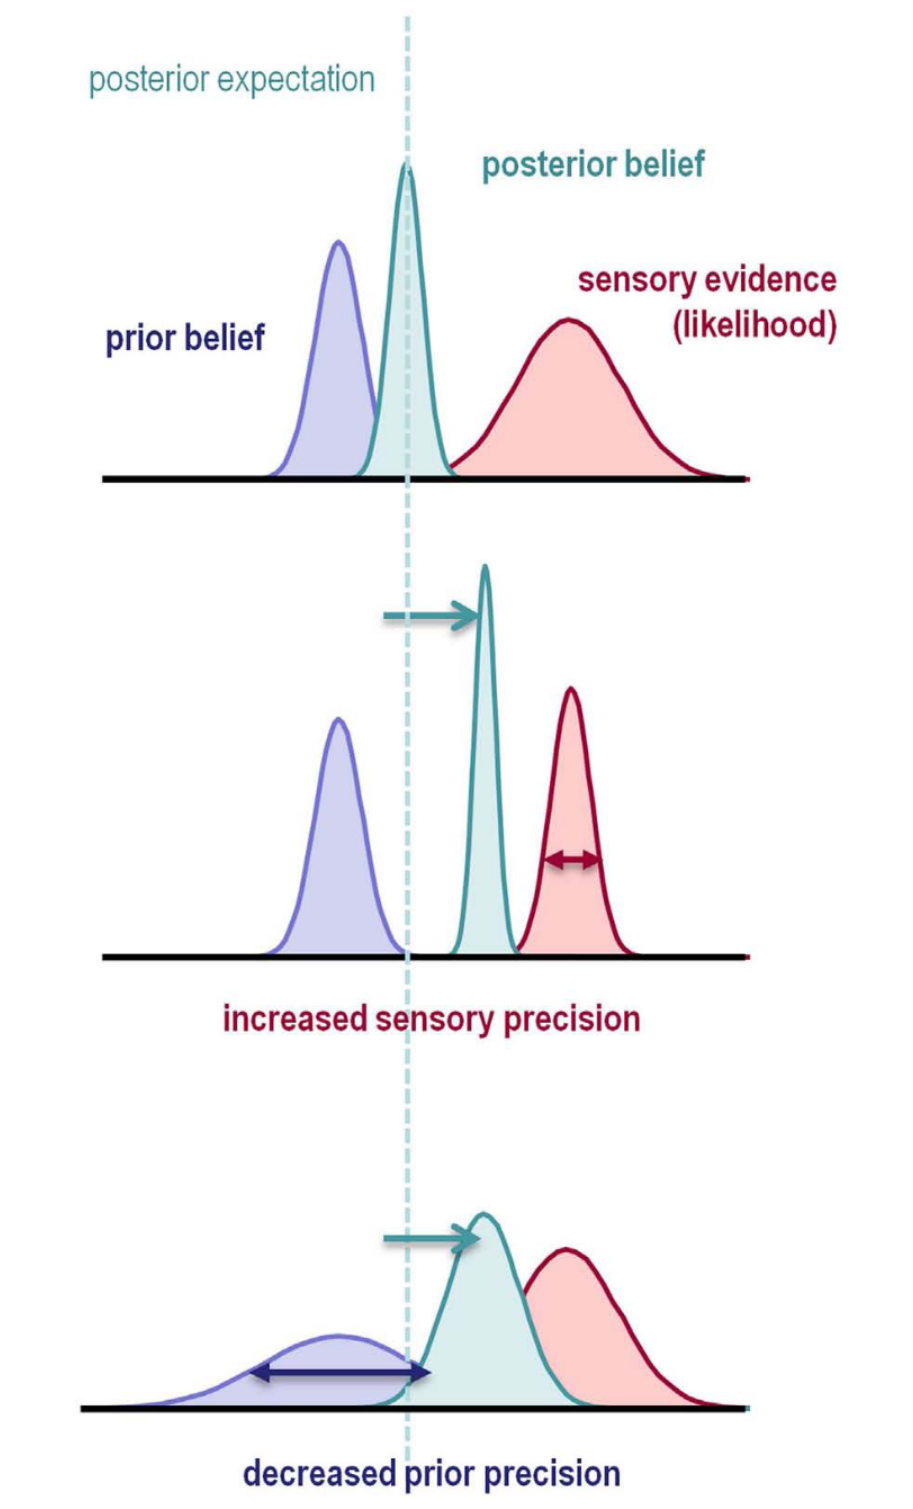 posterior expectation
posterior belief
sensory evidence
(likelihood)
prior belief
increased sensory precision
decreased prior precision